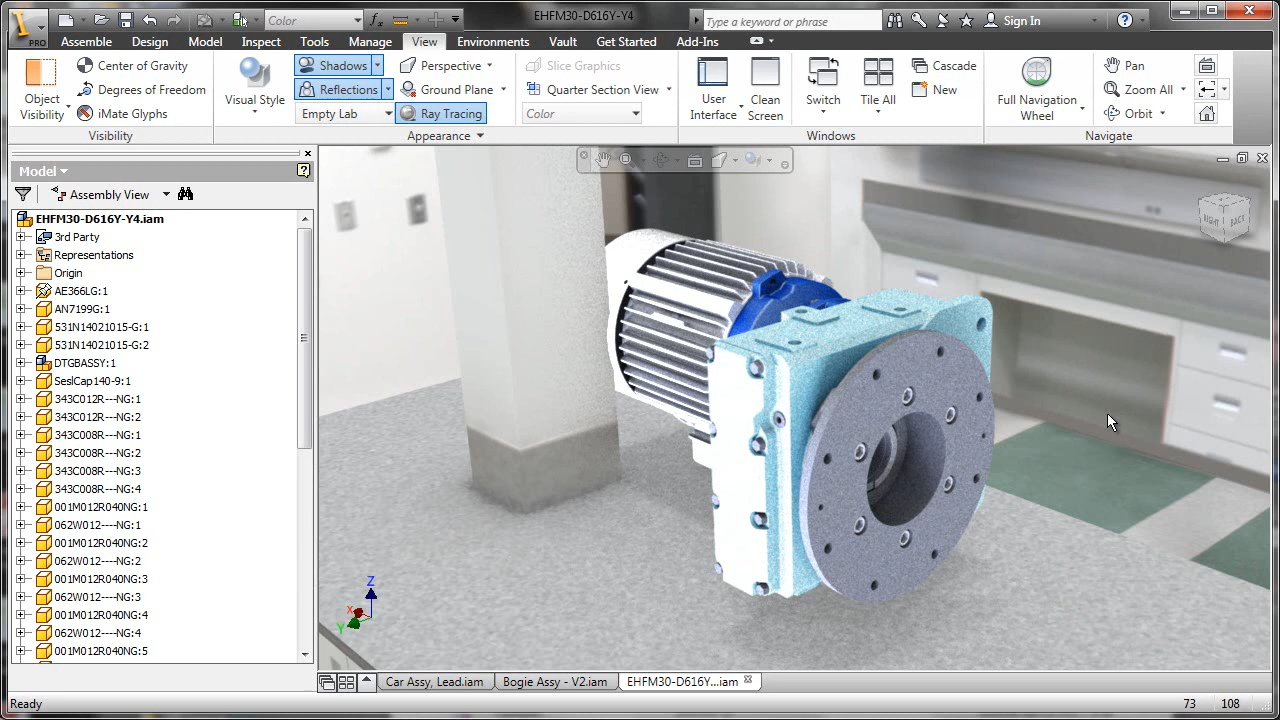 PRO
Color
fx
EHFM30-D616Y-Y4
Type a keyword or phrase
Sign In
Assemble Design Model Inspect Tools Manage View Environments Vault Get Started Add-Ins
Object Visibility
Center of Gravity
Degrees of Freedom
iMate Glyphs
Visibility
Visual Style
Shadows
Reflections
Empty Lab
Perspective
Ground Plane
Ray Tracing
Appearance
Slice Graphics
Quarter Section View
Color
User Interface
Clean Screen
Switch
Tile All
Cascade
New
Windows
Full Navigation Wheel
Pan
Zoom All
Orbit
Navigate
Model
Assembly View
EHFM30-D616Y-Y4.iam
3rd Party
Representations
Origin
AE366LG:1
AN7199G:1
531N14021015-G:1
531N14021015-G:2
DTGBASSY:1
SeslCap140-9:1
343C012R---NG:1
343C012R---NG:2
343C008R---NG:1
343C008R---NG:2
343C008R---NG:3
343C008R---NG:4
001M012R040NG:1
062W012----NG:1
001M012R040NG:2
062W012----NG:2
001M012R040NG:3
062W012----NG:3
001M012R040NG:4
062W012----NG:4
001M012R040NG:5
RIGHT BACK
Z
X
Y
Car Assy, Lead.iam Bogie Assy - V2.iam EHFM30-D616Y...iam
Ready 73 108